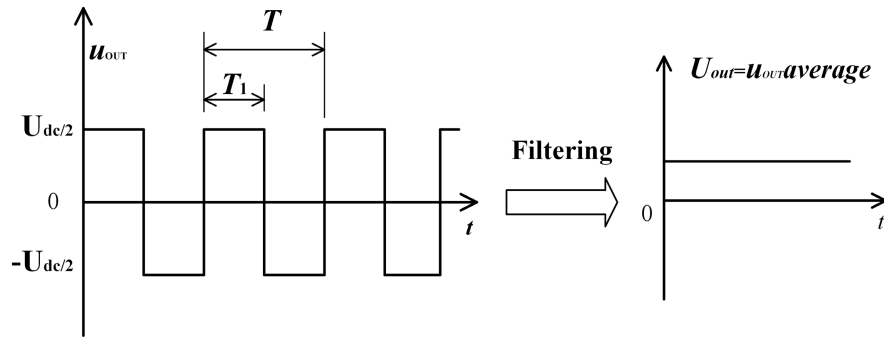 T
u_OUT
T1
U_dc/2
0
-U_dc/2
t
Filtering
U_out=u_OUT average
0
t